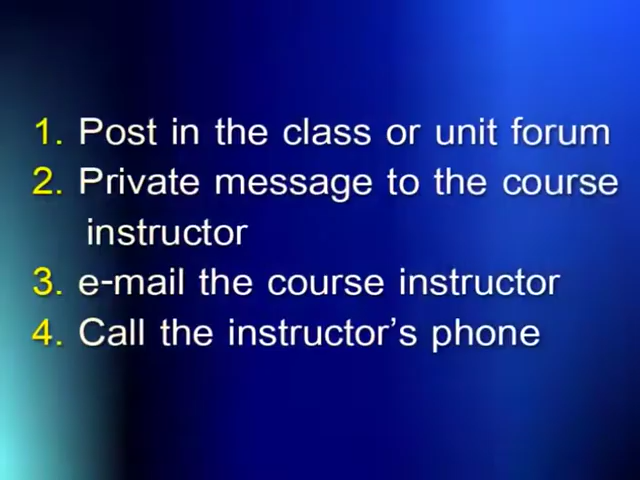 1. Post in the class or unit forum
2. Private message to the course
instructor
3. e-mail the course instructor
4. Call the instructor's phone